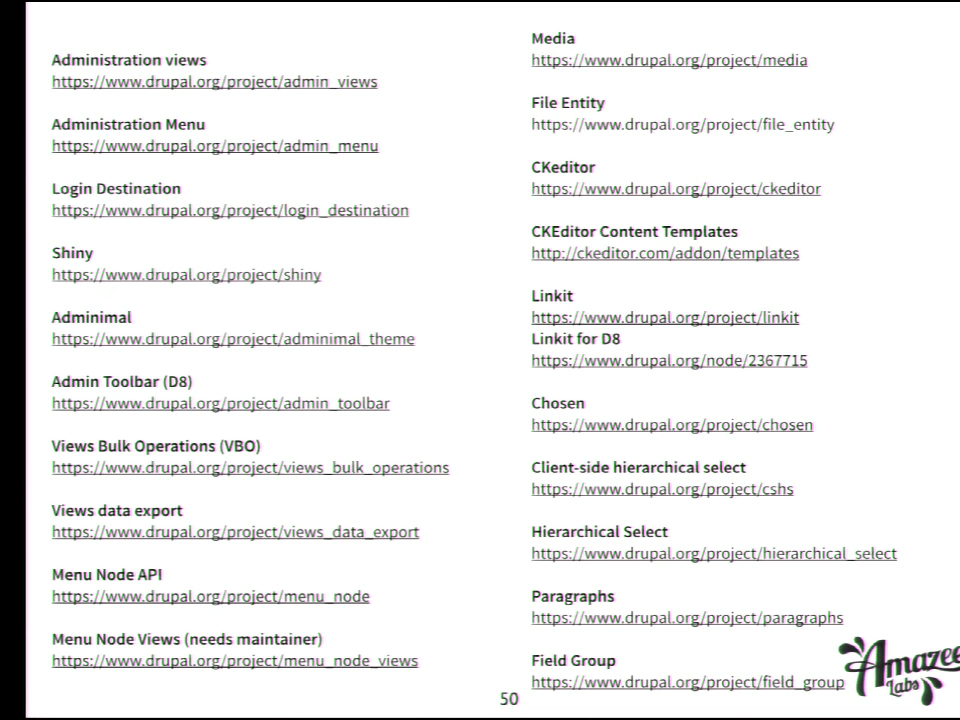 Administration views
https://www.drupal.org/project/admin_views
Administration Menu
https://www.drupal.org/project/admin_menu
Login Destination
https://www.drupal.org/project/login_destination
Shiny
https://www.drupal.org/project/shiny
Adminimal
https://www.drupal.org/project/adminimal_theme
Admin Toolbar (D8)
https://www.drupal.org/project/admin_toolbar
Views Bulk Operations (VBO)
https://www.drupal.org/project/views_bulk_operations
Views data export
https://www.drupal.org/project/views_data_export
Menu Node API
https://www.drupal.org/project/menu_node
Menu Node Views (needs maintainer)
https://www.drupal.org/project/menu_node_views
Media
https://www.drupal.org/project/media
File Entity
https://www.drupal.org/project/file_entity
CKeditor
https://www.drupal.org/project/ckeditor
CKEditor Content Templates
http://ckeditor.com/addon/templates
Linkit
https://www.drupal.org/project/linkit
Linkit for D8
https://www.drupal.org/node/2367715
Chosen
https://www.drupal.org/project/chosen
Client-side hierarchical select
https://www.drupal.org/project/cshs
Hierarchical Select
https://www.drupal.org/project/hierarchical_select
Paragraphs
https://www.drupal.org/project/paragraphs
Field Group
https://www.drupal.org/project/field_group
50
Amazee
Labs